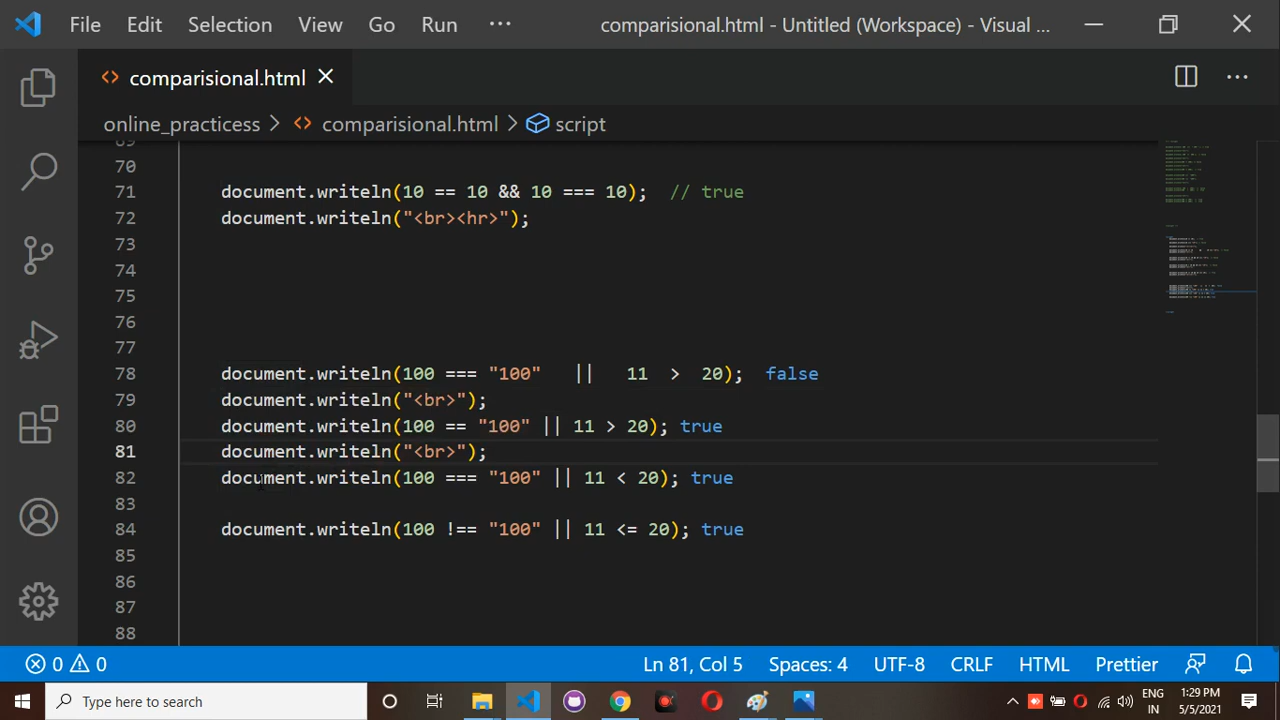 File Edit Selection View Go Run ··· comparisional.html - Untitled (Workspace) - Visual ...
<> comparisional.html
online_practicess > <> comparisional.html > script
69
70
71 document.writeln(10 == 10 && 10 === 10); // true
72 document.writeln("<br><hr>");
73
74
75
76
77
78 document.writeln(100 === "100" || 11 > 20); false
79 document.writeln("<br>");
80 document.writeln(100 == "100" || 11 > 20); true
81 document.writeln("<br>");
82 document.writeln(100 === "100" || 11 < 20); true
83
84 document.writeln(100 !== "100" || 11 <= 20); true
85
86
87
88
0 0 Ln 81, Col 5 Spaces: 4 UTF-8 CRLF HTML Prettier
Type here to search ENG 1:29 PM
IN 5/5/2021